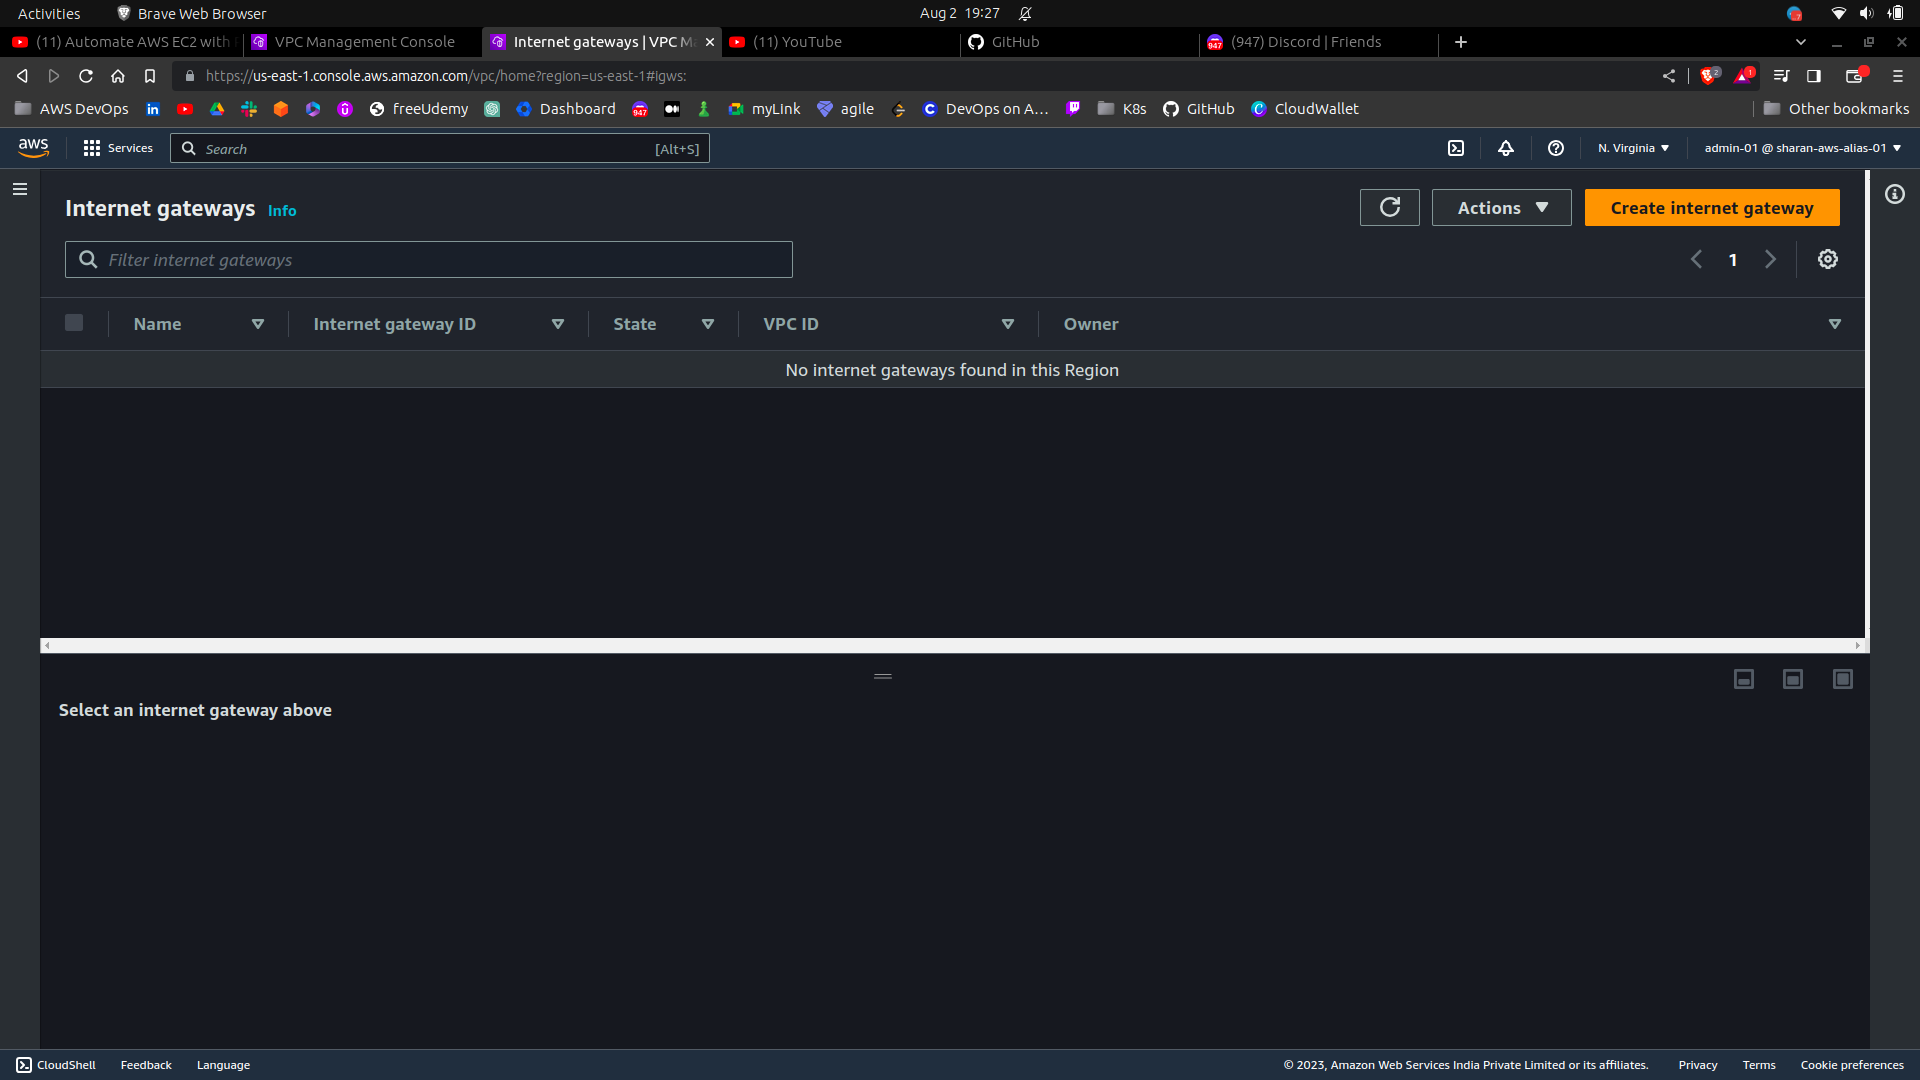 Activities Brave Web Browser Aug 2 19:27
(11) Automate AWS EC2 with VPC Management Console Internet gateways | VPC M (11) YouTube GitHub (947) Discord | Friends
https://us-east-1.console.aws.amazon.com/vpc/home?region=us-east-1#igws: 2 1
AWS DevOps freeUdemy Dashboard 947 myLink agile DevOps on A... K8s GitHub CloudWallet Other bookmarks
aws Services Search [Alt+S] N. Virginia admin-01 @ sharan-aws-alias-01
Internet gateways Info Actions Create internet gateway
Filter internet gateways 1
Name Internet gateway ID State VPC ID Owner
No internet gateways found in this Region
Select an internet gateway above
CloudShell Feedback Language © 2023, Amazon Web Services India Private Limited or its affiliates. Privacy Terms Cookie preferences